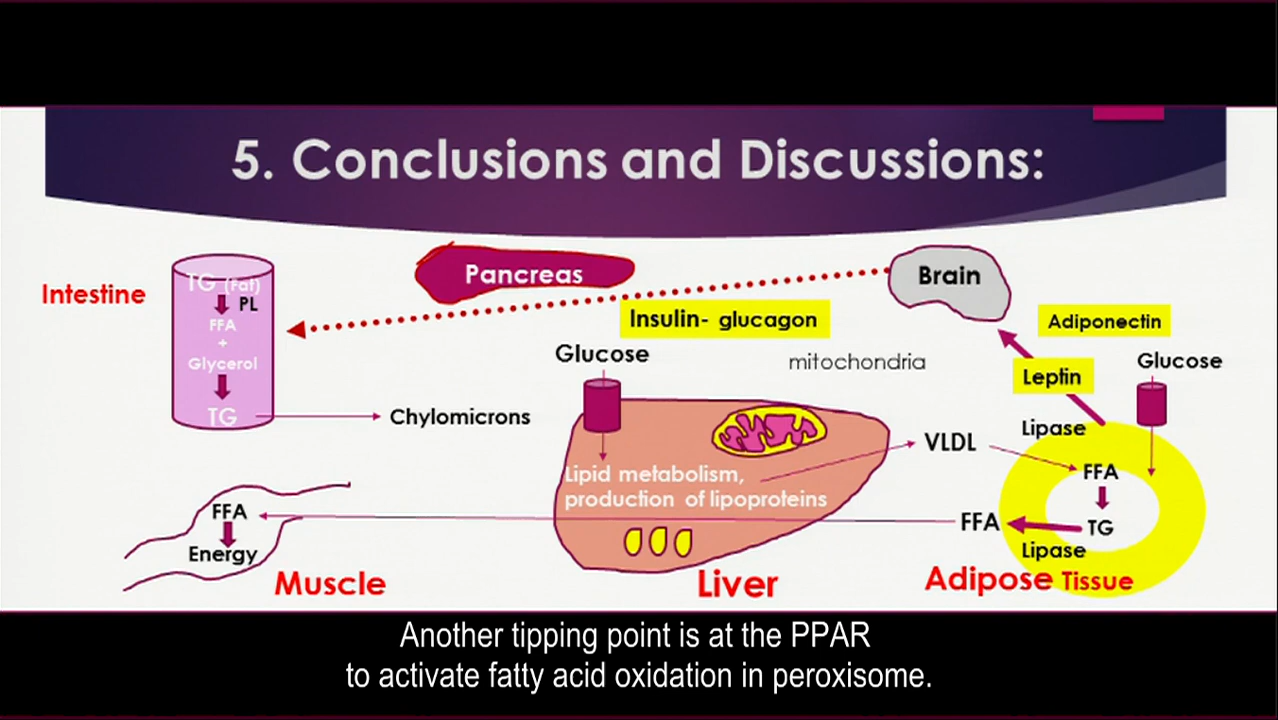 5. Conclusions and Discussions:
Intestine
TG (Fat)
PL
FFA
+
Glycerol
TG
Chylomicrons
Pancreas
Brain
Insulin- glucagon
Adiponectin
Glucose
mitochondria
Glucose
Leptin
Lipase
VLDL
Lipid metabolism,
production of lipoproteins
FFA
TG
FFA
Lipase
FFA
Energy
Muscle
Liver
Adipose Tissue
Another tipping point is at the PPAR
to activate fatty acid oxidation in peroxisome.